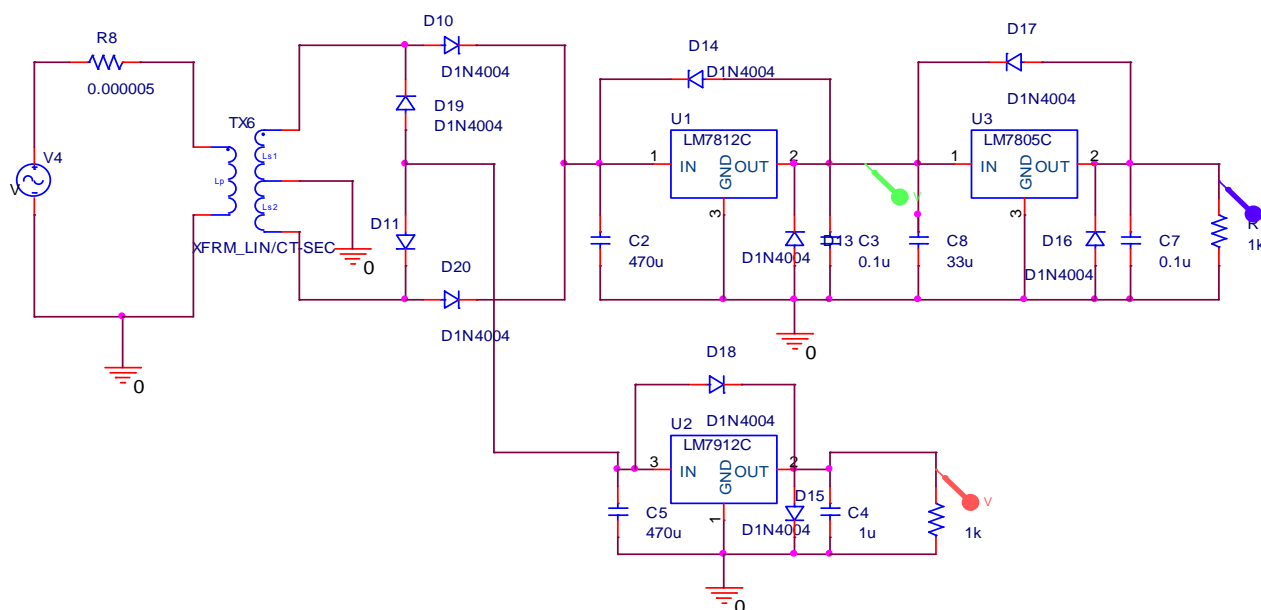 R8
0.000005
V4
V
TX6
Lp
Ls1
Ls2
XFRM_LIN/CT-SEC
0
0
D10
D1N4004
D19
D1N4004
D11
D20
D1N4004
D14
D1N4004
U1
LM7812C
1
IN
OUT
2
GND
3
C2
470u
D13
D1N4004
C3
0.1u
V
C8
33u
0
D17
D1N4004
U3
LM7805C
1
IN
OUT
2
GND
3
D16
D1N4004
C7
0.1u
R
1k
D18
D1N4004
U2
LM7912C
3
IN
OUT
2
GND
1
C5
470u
D15
D1N4004
C4
1u
V
1k
0